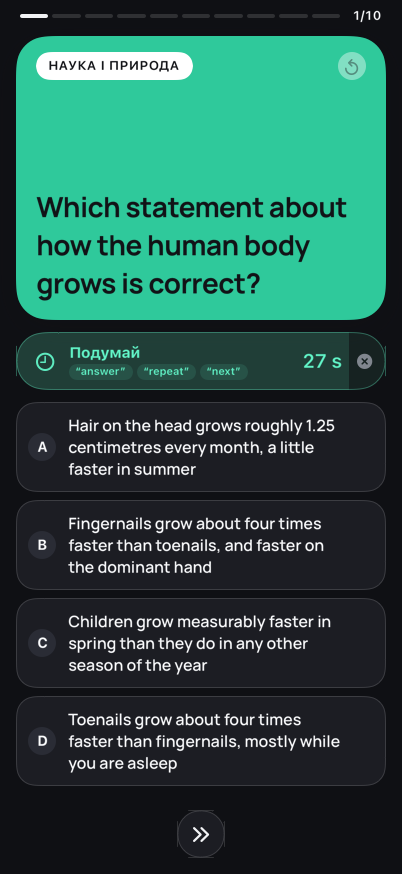 1/10
НАУКА І ПРИРОДА
Which statement about
how the human body
grows is correct?
Подумай
"answer" "repeat" "next"
27 s
A
Hair on the head grows roughly 1.25
centimetres every month, a little
faster in summer
B
Fingernails grow about four times
faster than toenails, and faster on
the dominant hand
C
Children grow measurably faster in
spring than they do in any other
season of the year
D
Toenails grow about four times
faster than fingernails, mostly while
you are asleep